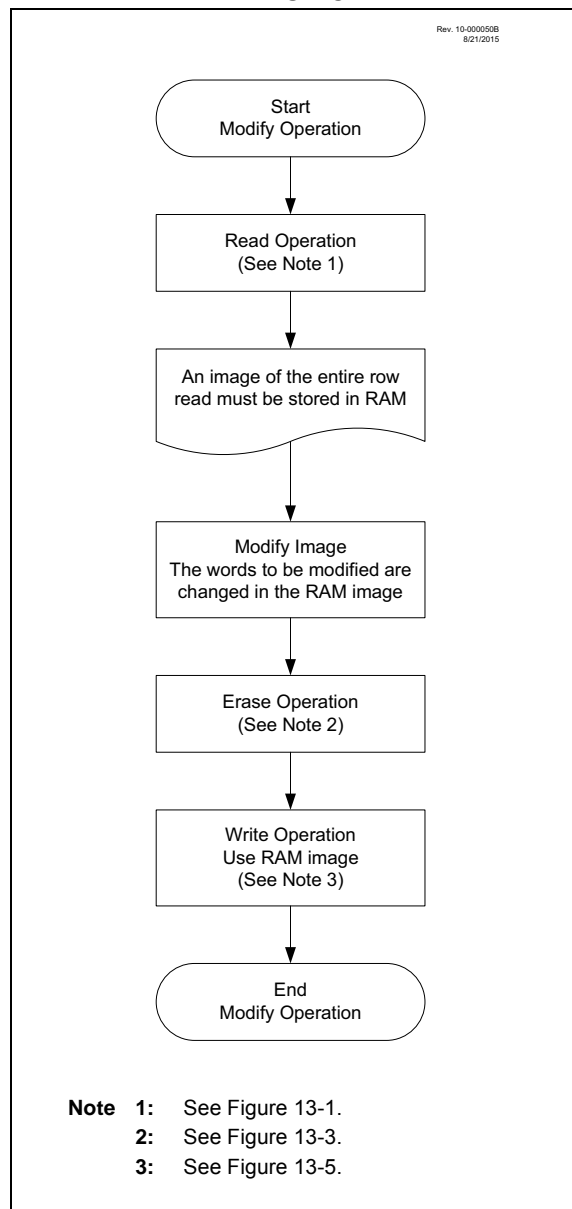 Rev. 10-000050B
8/21/2015
Start
Modify Operation
Read Operation
(See Note 1)
An image of the entire row
read must be stored in RAM
Modify Image
The words to be modified are
changed in the RAM image
Erase Operation
(See Note 2)
Write Operation
Use RAM image
(See Note 3)
End
Modify Operation
Note 1: See Figure 13-1.
2: See Figure 13-3.
3: See Figure 13-5.